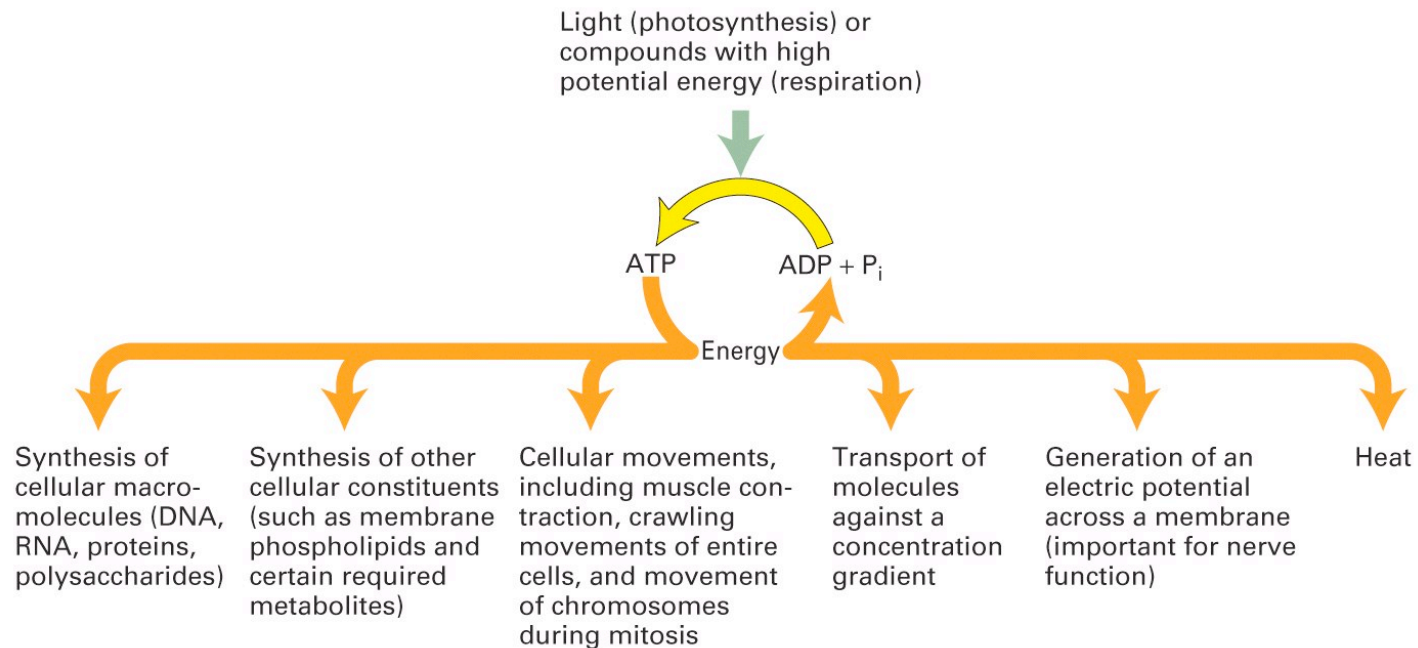 Light (photosynthesis) or
compounds with high
potential energy (respiration)
ATP
ADP + Pi
Energy
Synthesis of
cellular macro-
molecules (DNA,
RNA, proteins,
polysaccharides)
Synthesis of other
cellular constituents
(such as membrane
phospholipids and
certain required
metabolites)
Cellular movements,
including muscle con-
traction, crawling
movements of entire
cells, and movement
of chromosomes
during mitosis
Transport of
molecules
against a
concentration
gradient
Generation of an
electric potential
across a membrane
(important for nerve
function)
Heat